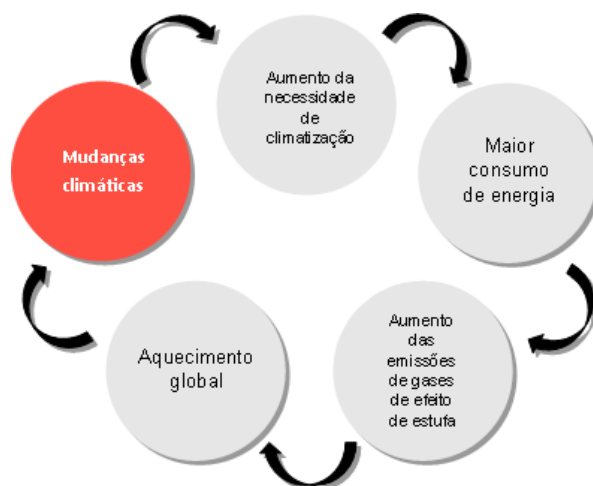 Aumento da
necessidade
de
climatização
Maior
consumo
de energia
Aumento
das
emissões
de gases
de efeito
de estufa
Aquecimento
global
Mudanças
climáticas